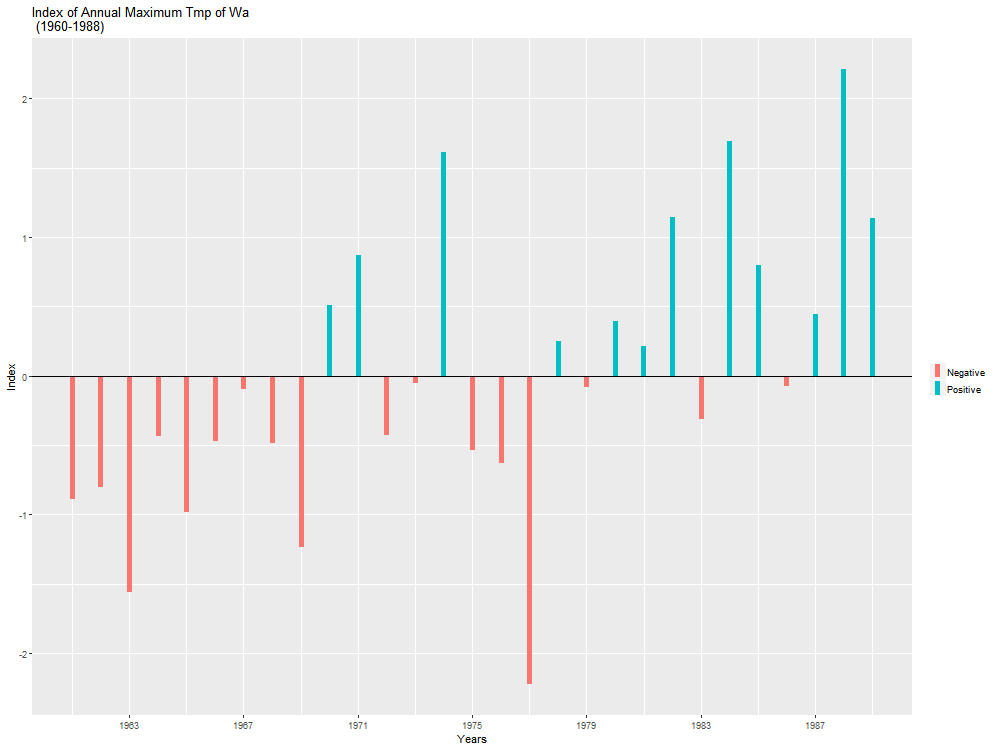 Index of Annual Maximum Tmp of Wa
(1960-1988)
2
1
0
-1
-2
Index
1963 1967 1971 1975 1979 1983 1987
Years
Negative
Positive